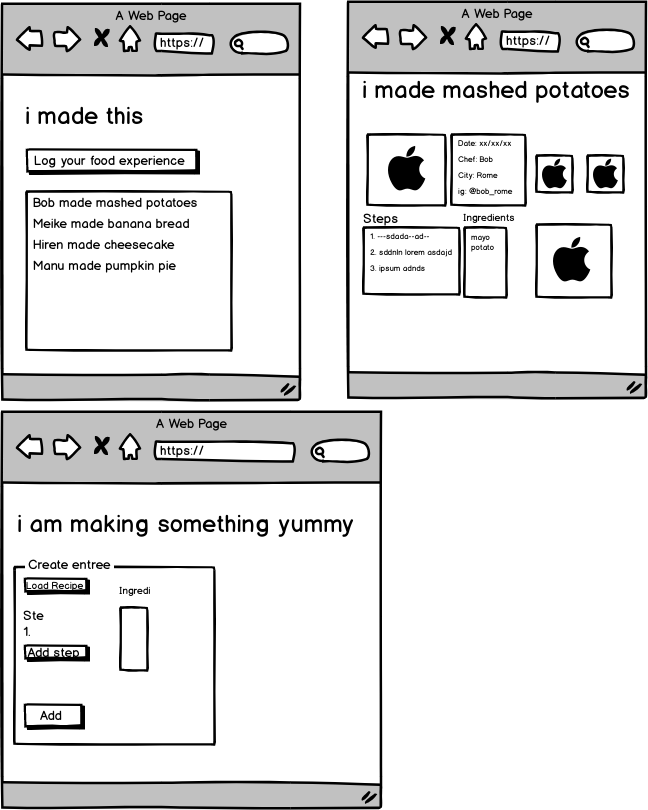 A Web Page
https://
i made this
Log your food experience
Bob made mashed potatoes
Meike made banana bread
Hiren made cheesecake
Manu made pumpkin pie
A Web Page
https://
i made mashed potatoes
Date: xx/xx/xx
Chef: Bob
City: Rome
ig: @bob_rome
Steps
1. ---sdada--ad--
2. sddnln lorem asdajd
3. ipsum adnds
Ingredients
mayo
potato
A Web Page
https://
i am making something yummy
Create entree
Load Recipe
Ingredi
Ste
1.
Add step
Add